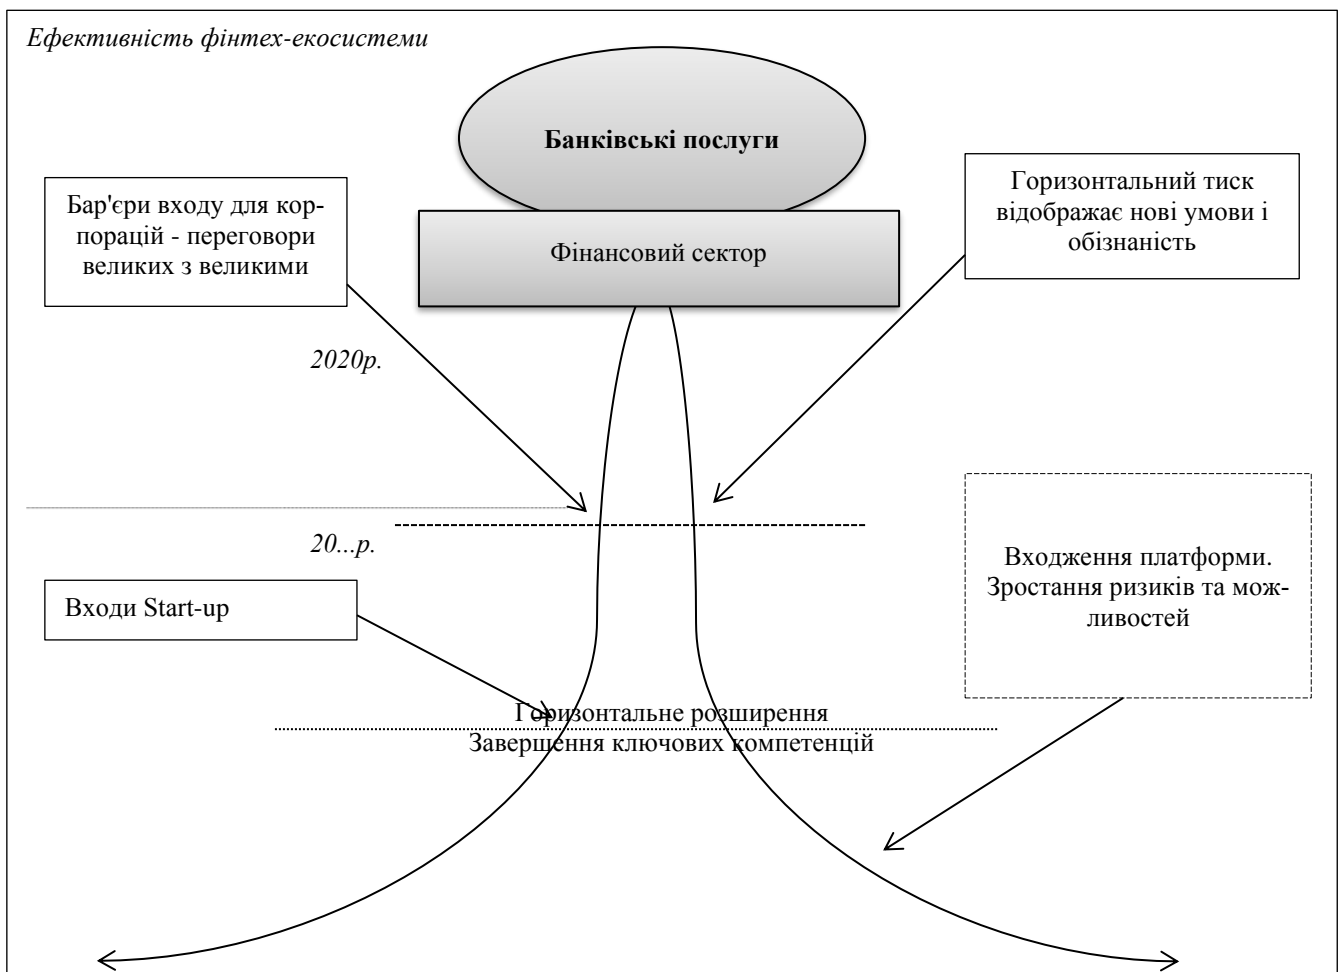 Ефективність фінтех-екосистеми
Банківські послуги
Бар'єри входу для кор-
порацій - переговори
великих з великими
Фінансовий сектор
Горизонтальний тиск
відображає нові умови і
обізнаність
2020р.
20...р.
Входи Start-up
Входження платформи.
Зростання ризиків та мож-
ливостей
Горизонтальне розширення
Завершення ключових компетенцій